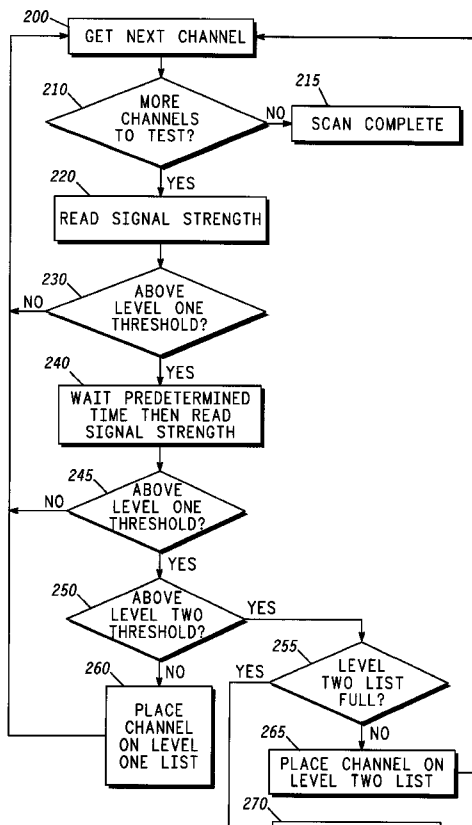 200
GET NEXT CHANNEL
210
MORE
CHANNELS
TO TEST?
NO
215
SCAN COMPLETE
YES
220
READ SIGNAL STRENGTH
230
ABOVE
LEVEL ONE
THRESHOLD?
NO
YES
240
WAIT PREDETERMINED
TIME THEN READ
SIGNAL STRENGTH
245
ABOVE
LEVEL ONE
THRESHOLD?
NO
YES
250
ABOVE
LEVEL TWO
THRESHOLD?
YES
NO
255
LEVEL
TWO LIST
FULL?
YES
NO
260
PLACE
CHANNEL
ON LEVEL
ONE LIST
265
PLACE CHANNEL ON
LEVEL TWO LIST
270